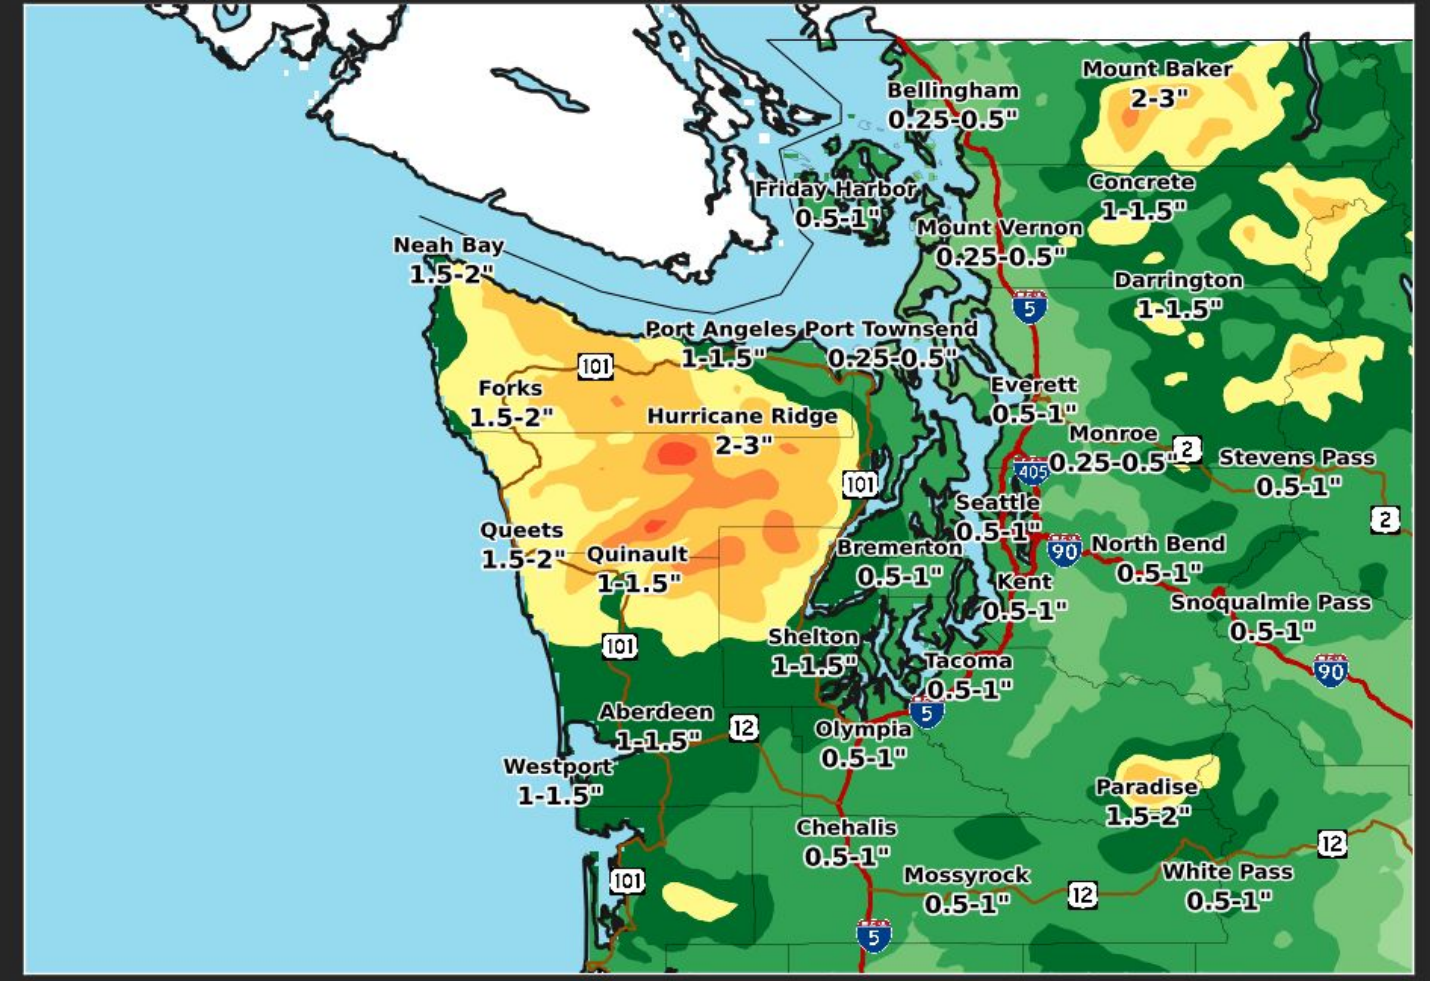 Mount Baker
2-3"
Bellingham
0.25-0.5"
Concrete
1-1.5"
Friday Harbor
0.5-1"
Mount Vernon
0.25-0.5"
Neah Bay
1.5-2"
Darrington
1-1.5"
5
Port Angeles
1-1.5"
Port Townsend
0.25-0.5"
101
Forks
1.5-2"
Everett
0.5-1"
Hurricane Ridge
2-3"
Monroe
0.25-0.5"
2
Stevens Pass
0.5-1"
405
101
Seattle
0.5-1"
2
Queets
1.5-2"
Quinault
1-1.5"
Bremerton
0.5-1"
90
North Bend
0.5-1"
Kent
0.5-1"
Snoqualmie Pass
0.5-1"
101
Shelton
1-1.5"
Tacoma
0.5-1"
90
5
Aberdeen
1-1.5"
12
Olympia
0.5-1"
Westport
1-1.5"
Paradise
1.5-2"
Chehalis
0.5-1"
12
101
Mossyrock
0.5-1"
12
White Pass
0.5-1"
5